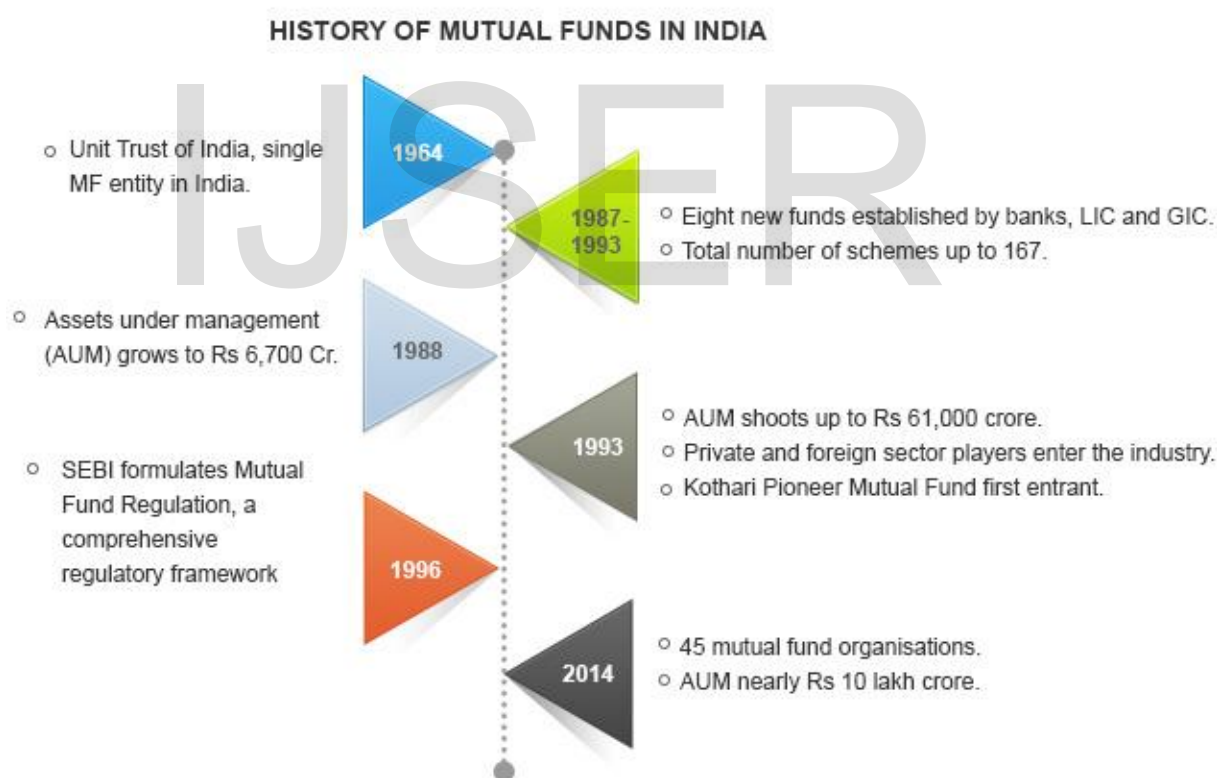 HISTORY OF MUTUAL FUNDS IN INDIA
IJSER
1964
Unit Trust of India, single
MF entity in India.
1987-
1993
Eight new funds established by banks, LIC and GIC.
Total number of schemes up to 167.
1988
Assets under management
(AUM) grows to Rs 6,700 Cr.
1993
AUM shoots up to Rs 61,000 crore.
Private and foreign sector players enter the industry.
Kothari Pioneer Mutual Fund first entrant.
1996
SEBI formulates Mutual
Fund Regulation, a
comprehensive
regulatory framework
2014
45 mutual fund organisations.
AUM nearly Rs 10 lakh crore.